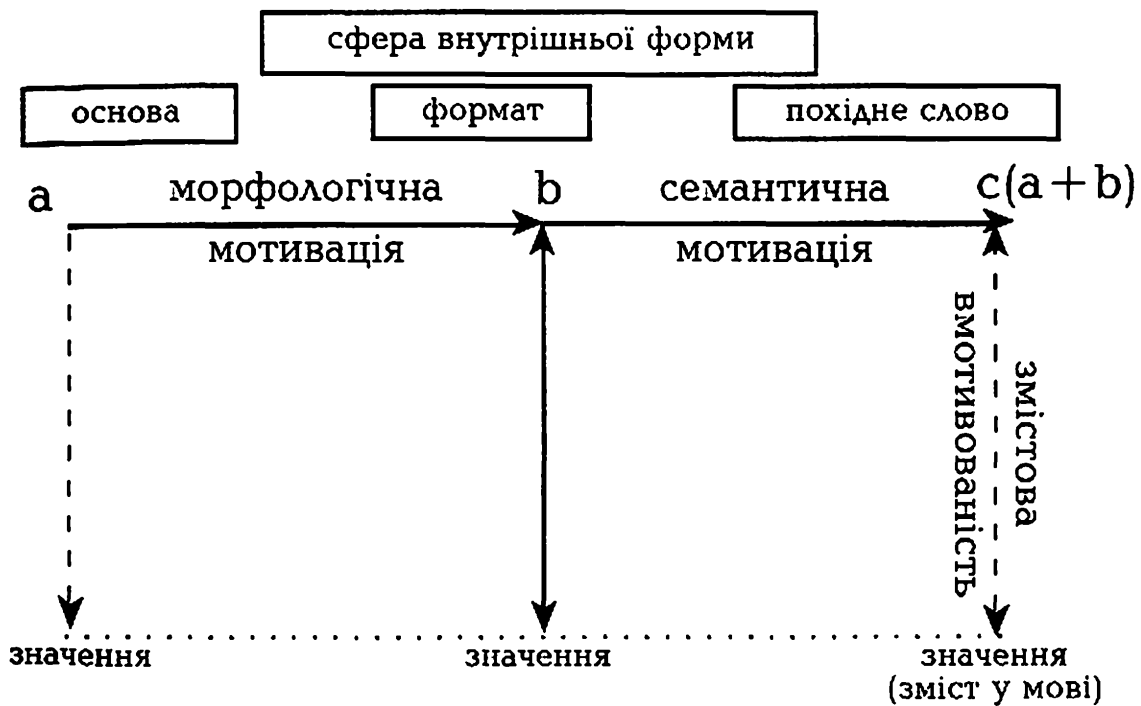 сфера внутрішньої форми
основа
формат
похідне слово
a
морфологічна
мотивація
b
семантична
мотивація
c(a+b)
змістова
вмотивованість
значення
значення
значення
(зміст у мові)